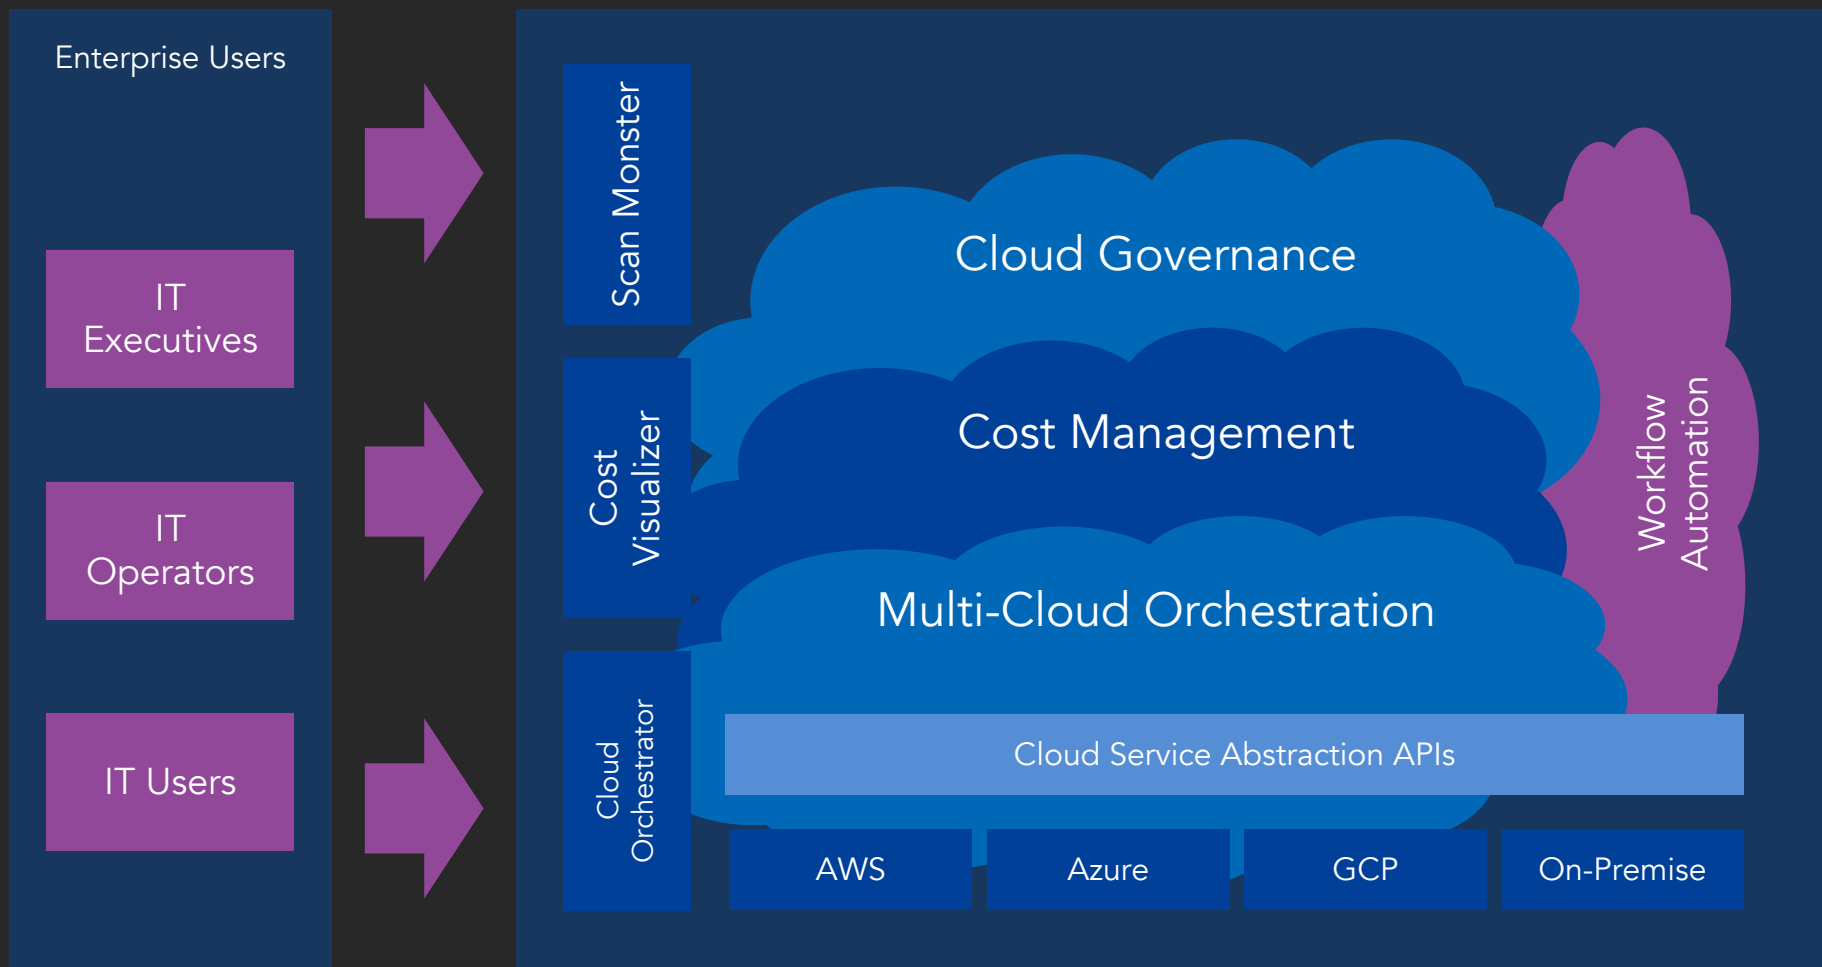 Enterprise Users
IT
Executives
IT
Operators
IT Users
Scan Monster
Cost
Visualizer
Cloud
Orchestrator
Cloud Governance
Cost Management
Multi-Cloud Orchestration
Workflow
Automation
Cloud Service Abstraction APIs
AWS
Azure
GCP
On-Premise